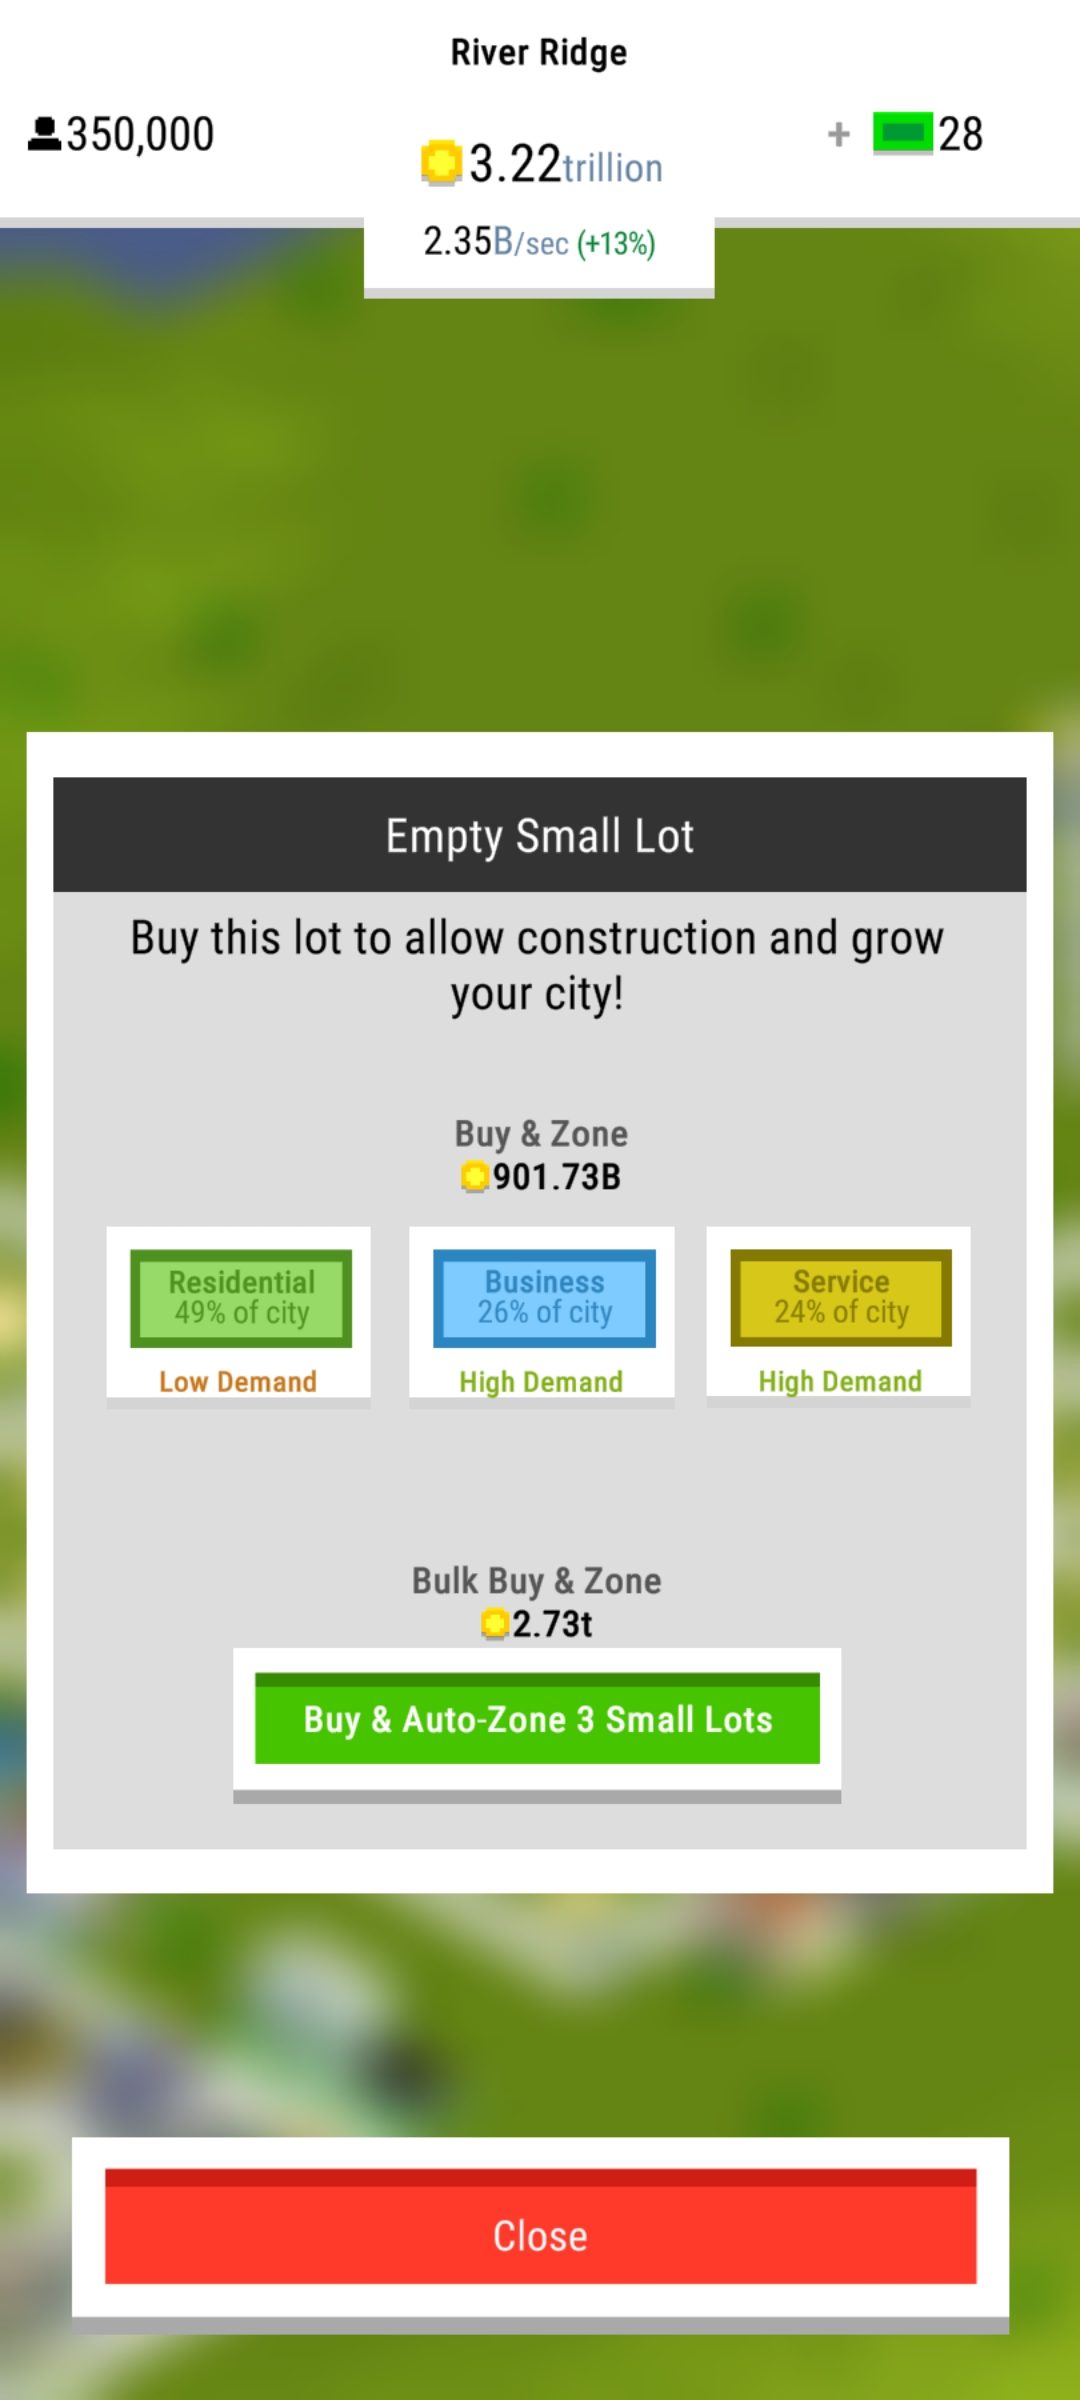 River Ridge
350,000
3.22trillion
+ 28
2.35B/sec (+13%)
Empty Small Lot
Buy this lot to allow construction and grow
your city!
Buy & Zone
901.73B
Residential
49% of city
Low Demand
Business
26% of city
High Demand
Service
24% of city
High Demand
Bulk Buy & Zone
2.73t
Buy & Auto-Zone 3 Small Lots
Close